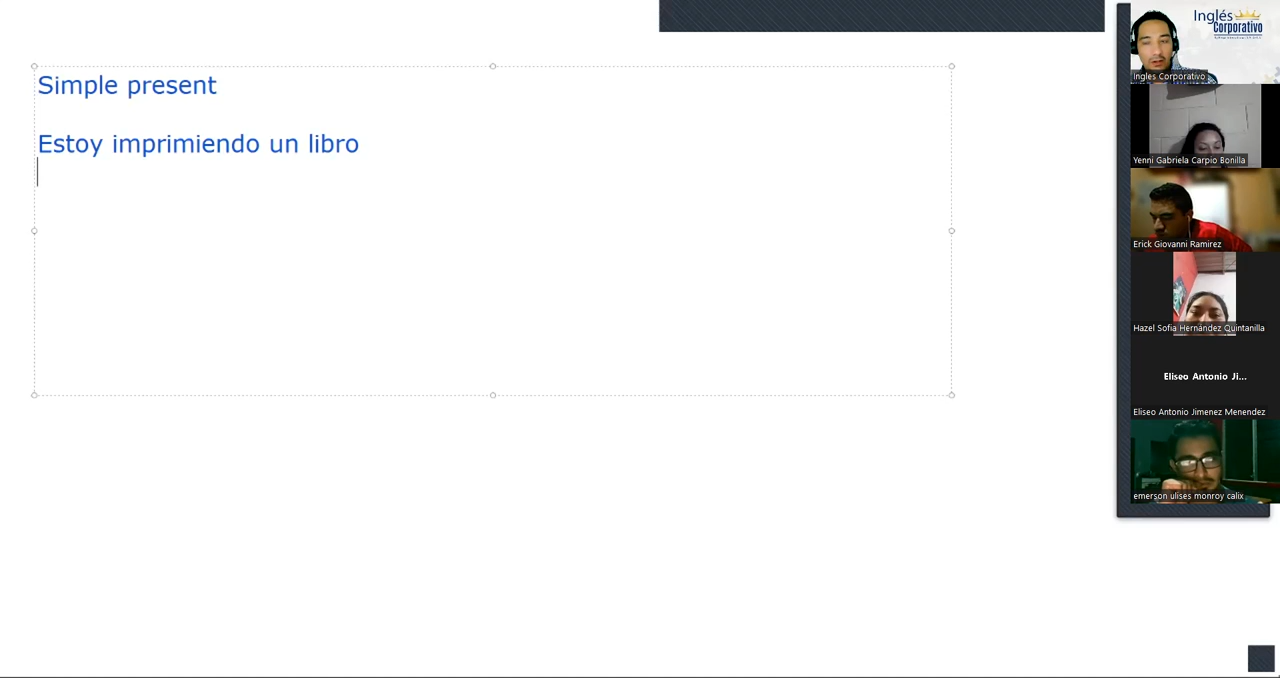 Simple present
Estoy imprimiendo un libro
Inglés
Corporativo
Ingles Corporativo
Yenni Gabriela Carpio Bonilla
Erick Giovanni Ramirez
Hazel Sofia Hernández Quintanilla
Eliseo Antonio Ji...
Eliseo Antonio Jimenez Menendez
emerson ulises monroy calix